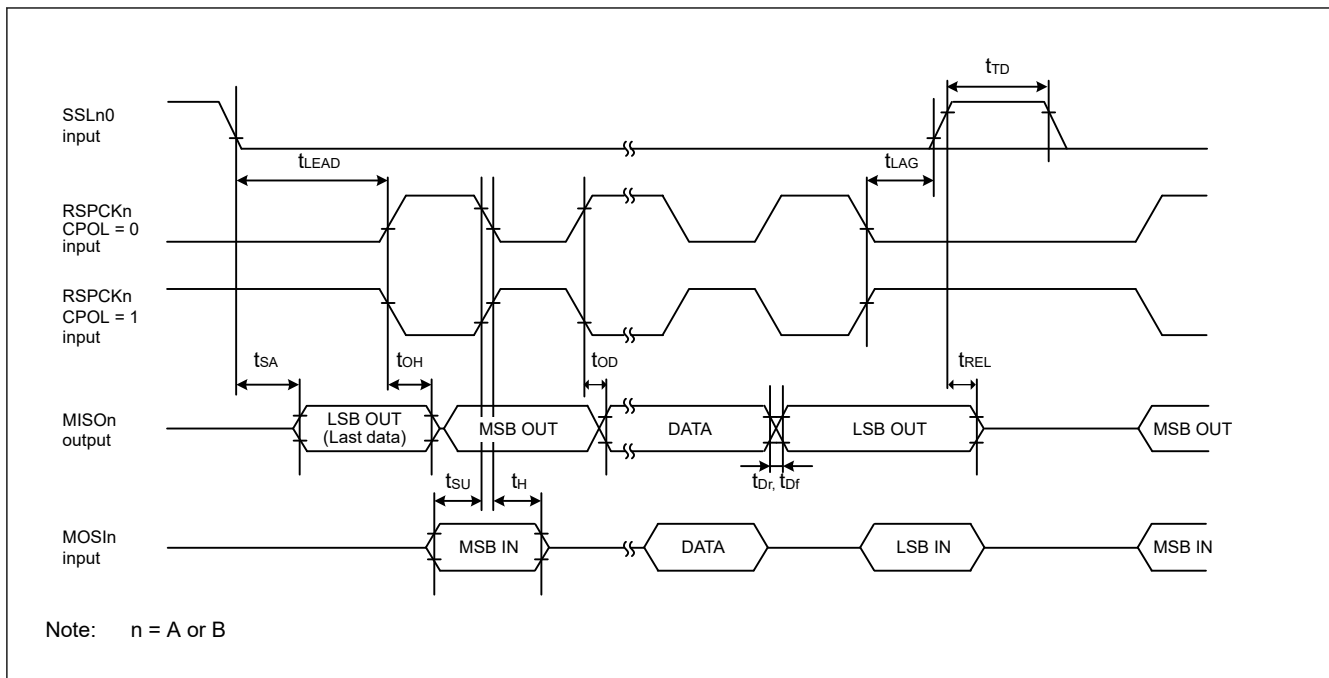 tTD
SSLn0
input
tLEAD
tLAG
RSPCKn
CPOL = 0
input
RSPCKn
CPOL = 1
input
tSA
tOH
tOD
tREL
MISOn
output
LSB OUT
(Last data)
MSB OUT
DATA
LSB OUT
MSB OUT
tSU
tH
tDr, tDf
MOSIn
input
MSB IN
DATA
LSB IN
MSB IN
Note: n = A or B